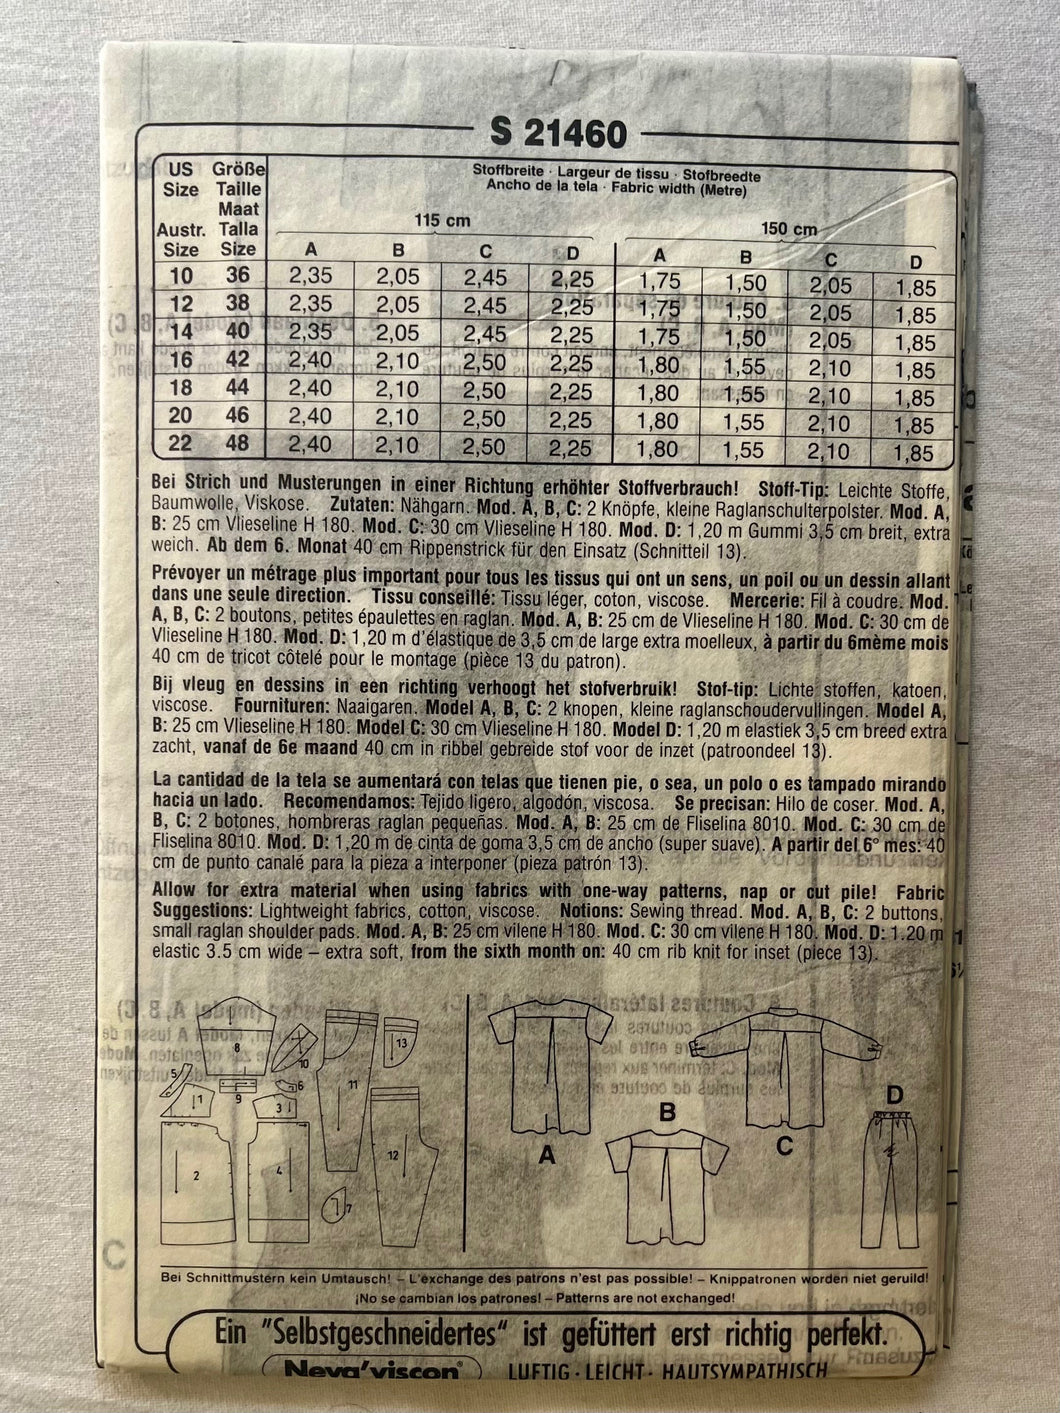 S 21460
US Größe
Size Taille
Maat
Austr. Talla
Size Size
Stoffbreite · Largeur de tissu · Stofbreedte
Ancho de la tela · Fabric width (Metre)
115 cm 150 cm
A B C D A B C D
10 36 2,35 2,05 2,45 2,25 1,75 1,50 2,05 1,85
12 38 2,35 2,05 2,45 2,25 1,75 1,50 2,05 1,85
14 40 2,35 2,05 2,45 2,25 1,75 1,50 2,05 1,85
16 42 2,40 2,10 2,50 2,25 1,80 1,55 2,10 1,85
18 44 2,40 2,10 2,50 2,25 1,80 1,55 2,10 1,85
20 46 2,40 2,10 2,50 2,25 1,80 1,55 2,10 1,85
22 48 2,40 2,10 2,50 2,25 1,80 1,55 2,10 1,85
Bei Strich und Musterungen in einer Richtung erhöhter Stoffverbrauch! Stoff-Tip: Leichte Stoffe,
Baumwolle, Viskose. Zutaten: Nähgarn. Mod. A, B, C: 2 Knöpfe, kleine Raglanschulterpolster. Mod. A,
B: 25 cm Vlieseline H 180. Mod. C: 30 cm Vlieseline H 180. Mod. D: 1,20 m Gummi 3,5 cm breit, extra
weich. Ab dem 6. Monat 40 cm Rippenstrick für den Einsatz (Schnitteil 13).
Prévoyer un métrage plus important pour tous les tissus qui ont un sens, un poil ou un dessin allant
dans une seule direction. Tissu conseillé: Tissu léger, coton, viscose. Mercerie: Fil à coudre. Mod.
A, B, C: 2 boutons, petites épaulettes en raglan. Mod. A, B: 25 cm de Vlieseline H 180. Mod. C: 30 cm de
Vlieseline H 180. Mod. D: 1,20 m d'élastique de 3,5 cm de large extra moelleux, à partir du 6mème mois
40 cm de tricot côtelé pour le montage (pièce 13 du patron).
Bij vleug en dessins in een richting verhoogt het stofverbruik! Stof-tip: Lichte stoffen, katoen,
viscose. Fournituren: Naaigaren. Model A, B, C: 2 knopen, kleine raglanschoudervullingen. Model A,
B: 25 cm Vlieseline H 180. Model C: 30 cm Vlieseline H 180. Model D: 1,20 m elastiek 3,5 cm breed extra
zacht, vanaf de 6e maand 40 cm in ribbel gebreide stof voor de inzet (patroondeel 13).
La cantidad de la tela se aumentará con telas que tienen pie, o sea, un polo o es tampado mirando
hacia un lado. Recomendamos: Tejido ligero, algodón, viscosa. Se precisan: Hilo de coser. Mod. A,
B, C: 2 botones, hombreras raglan pequeñas. Mod. A, B: 25 cm de Fliselina 8010. Mod. C: 30 cm de
Fliselina 8010. Mod. D: 1,20 m de cinta de goma 3,5 cm de ancho (super suave). A partir del 6° mes: 40
cm de punto canalé para la pieza a interponer (pieza patrón 13).
Allow for extra material when using fabrics with one-way patterns, nap or cut pile! Fabric
Suggestions: Lightweight fabrics, cotton, viscose. Notions: Sewing thread. Mod. A, B, C: 2 buttons,
small raglan shoulder pads. Mod. A, B: 25 cm vilene H 180. Mod. C: 30 cm vilene H 180. Mod. D: 1.20 m
elastic 3.5 cm wide – extra soft, from the sixth month on: 40 cm rib knit for inset (piece 13).
8 10 11 13
5 1 9 6 3
2 4 7 12
A B C D
Bei Schnittmustern kein Umtausch! – L'échange des patrons n'est pas possible! – Knippatronen worden niet geruild!
¡No se cambian los patrones! – Patterns are not exchanged!
Ein "Selbstgeschneidertes" ist gefüttert erst richtig perfekt.
Neva'viscon® LUFTIG · LEICHT · HAUTSYMPATHISCH